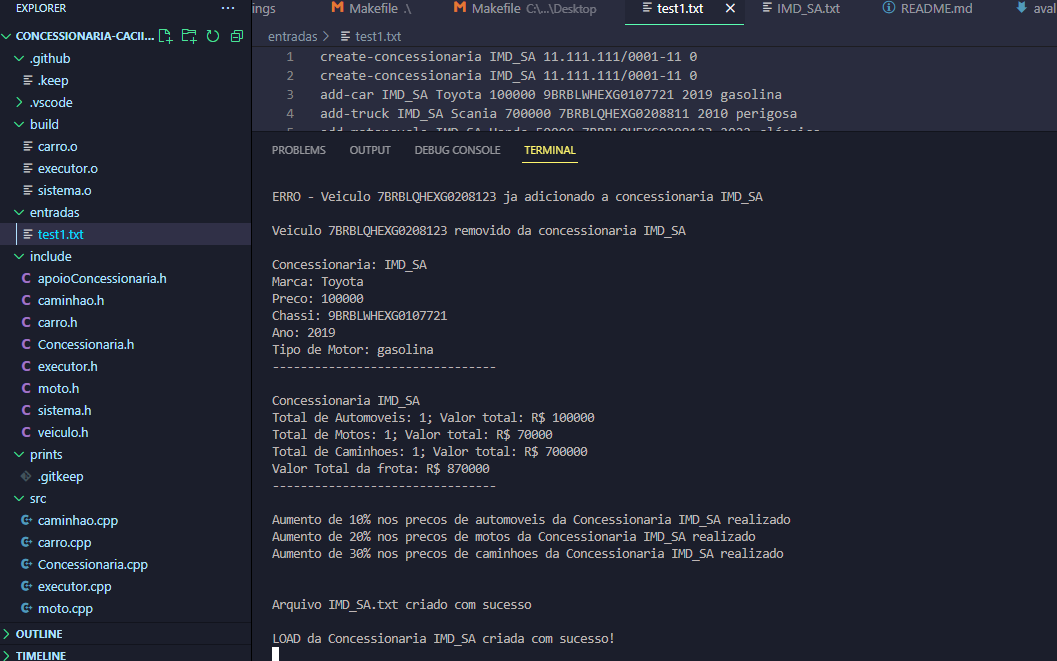 EXPLORER
...
ings
Makefile .\
Makefile C:\...\Desktop
test1.txt
IMD_SA.txt
README.md
aval
CONCESSIONARIA-CACII...
.github
.keep
.vscode
build
carro.o
executor.o
sistema.o
entradas
test1.txt
include
apoioConcessionaria.h
caminhao.h
carro.h
Concessionaria.h
executor.h
moto.h
sistema.h
veiculo.h
prints
.gitkeep
src
caminhao.cpp
carro.cpp
Concessionaria.cpp
executor.cpp
moto.cpp
OUTLINE
TIMELINE
entradas > test1.txt
1 create-concessionaria IMD_SA 11.111.111/0001-11 0
2 create-concessionaria IMD_SA 11.111.111/0001-11 0
3 add-car IMD_SA Toyota 100000 9BRBLWHEXG0107721 2019 gasolina
4 add-truck IMD_SA Scania 700000 7BRBLQHEXG0208811 2010 perigosa
PROBLEMS OUTPUT DEBUG CONSOLE TERMINAL
ERRO - Veiculo 7BRBLQHEXG0208123 ja adicionado a concessionaria IMD_SA
Veiculo 7BRBLQHEXG0208123 removido da concessionaria IMD_SA
Concessionaria: IMD_SA
Marca: Toyota
Preco: 100000
Chassi: 9BRBLWHEXG0107721
Ano: 2019
Tipo de Motor: gasolina
--------------------------------
Concessionaria IMD_SA
Total de Automoveis: 1; Valor total: R$ 100000
Total de Motos: 1; Valor total: R$ 70000
Total de Caminhoes: 1; Valor total: R$ 700000
Valor Total da frota: R$ 870000
--------------------------------
Aumento de 10% nos precos de automoveis da Concessionaria IMD_SA realizado
Aumento de 20% nos precos de motos da Concessionaria IMD_SA realizado
Aumento de 30% nos precos de caminhoes da Concessionaria IMD_SA realizado
Arquivo IMD_SA.txt criado com sucesso
LOAD da Concessionaria IMD_SA criada com sucesso!